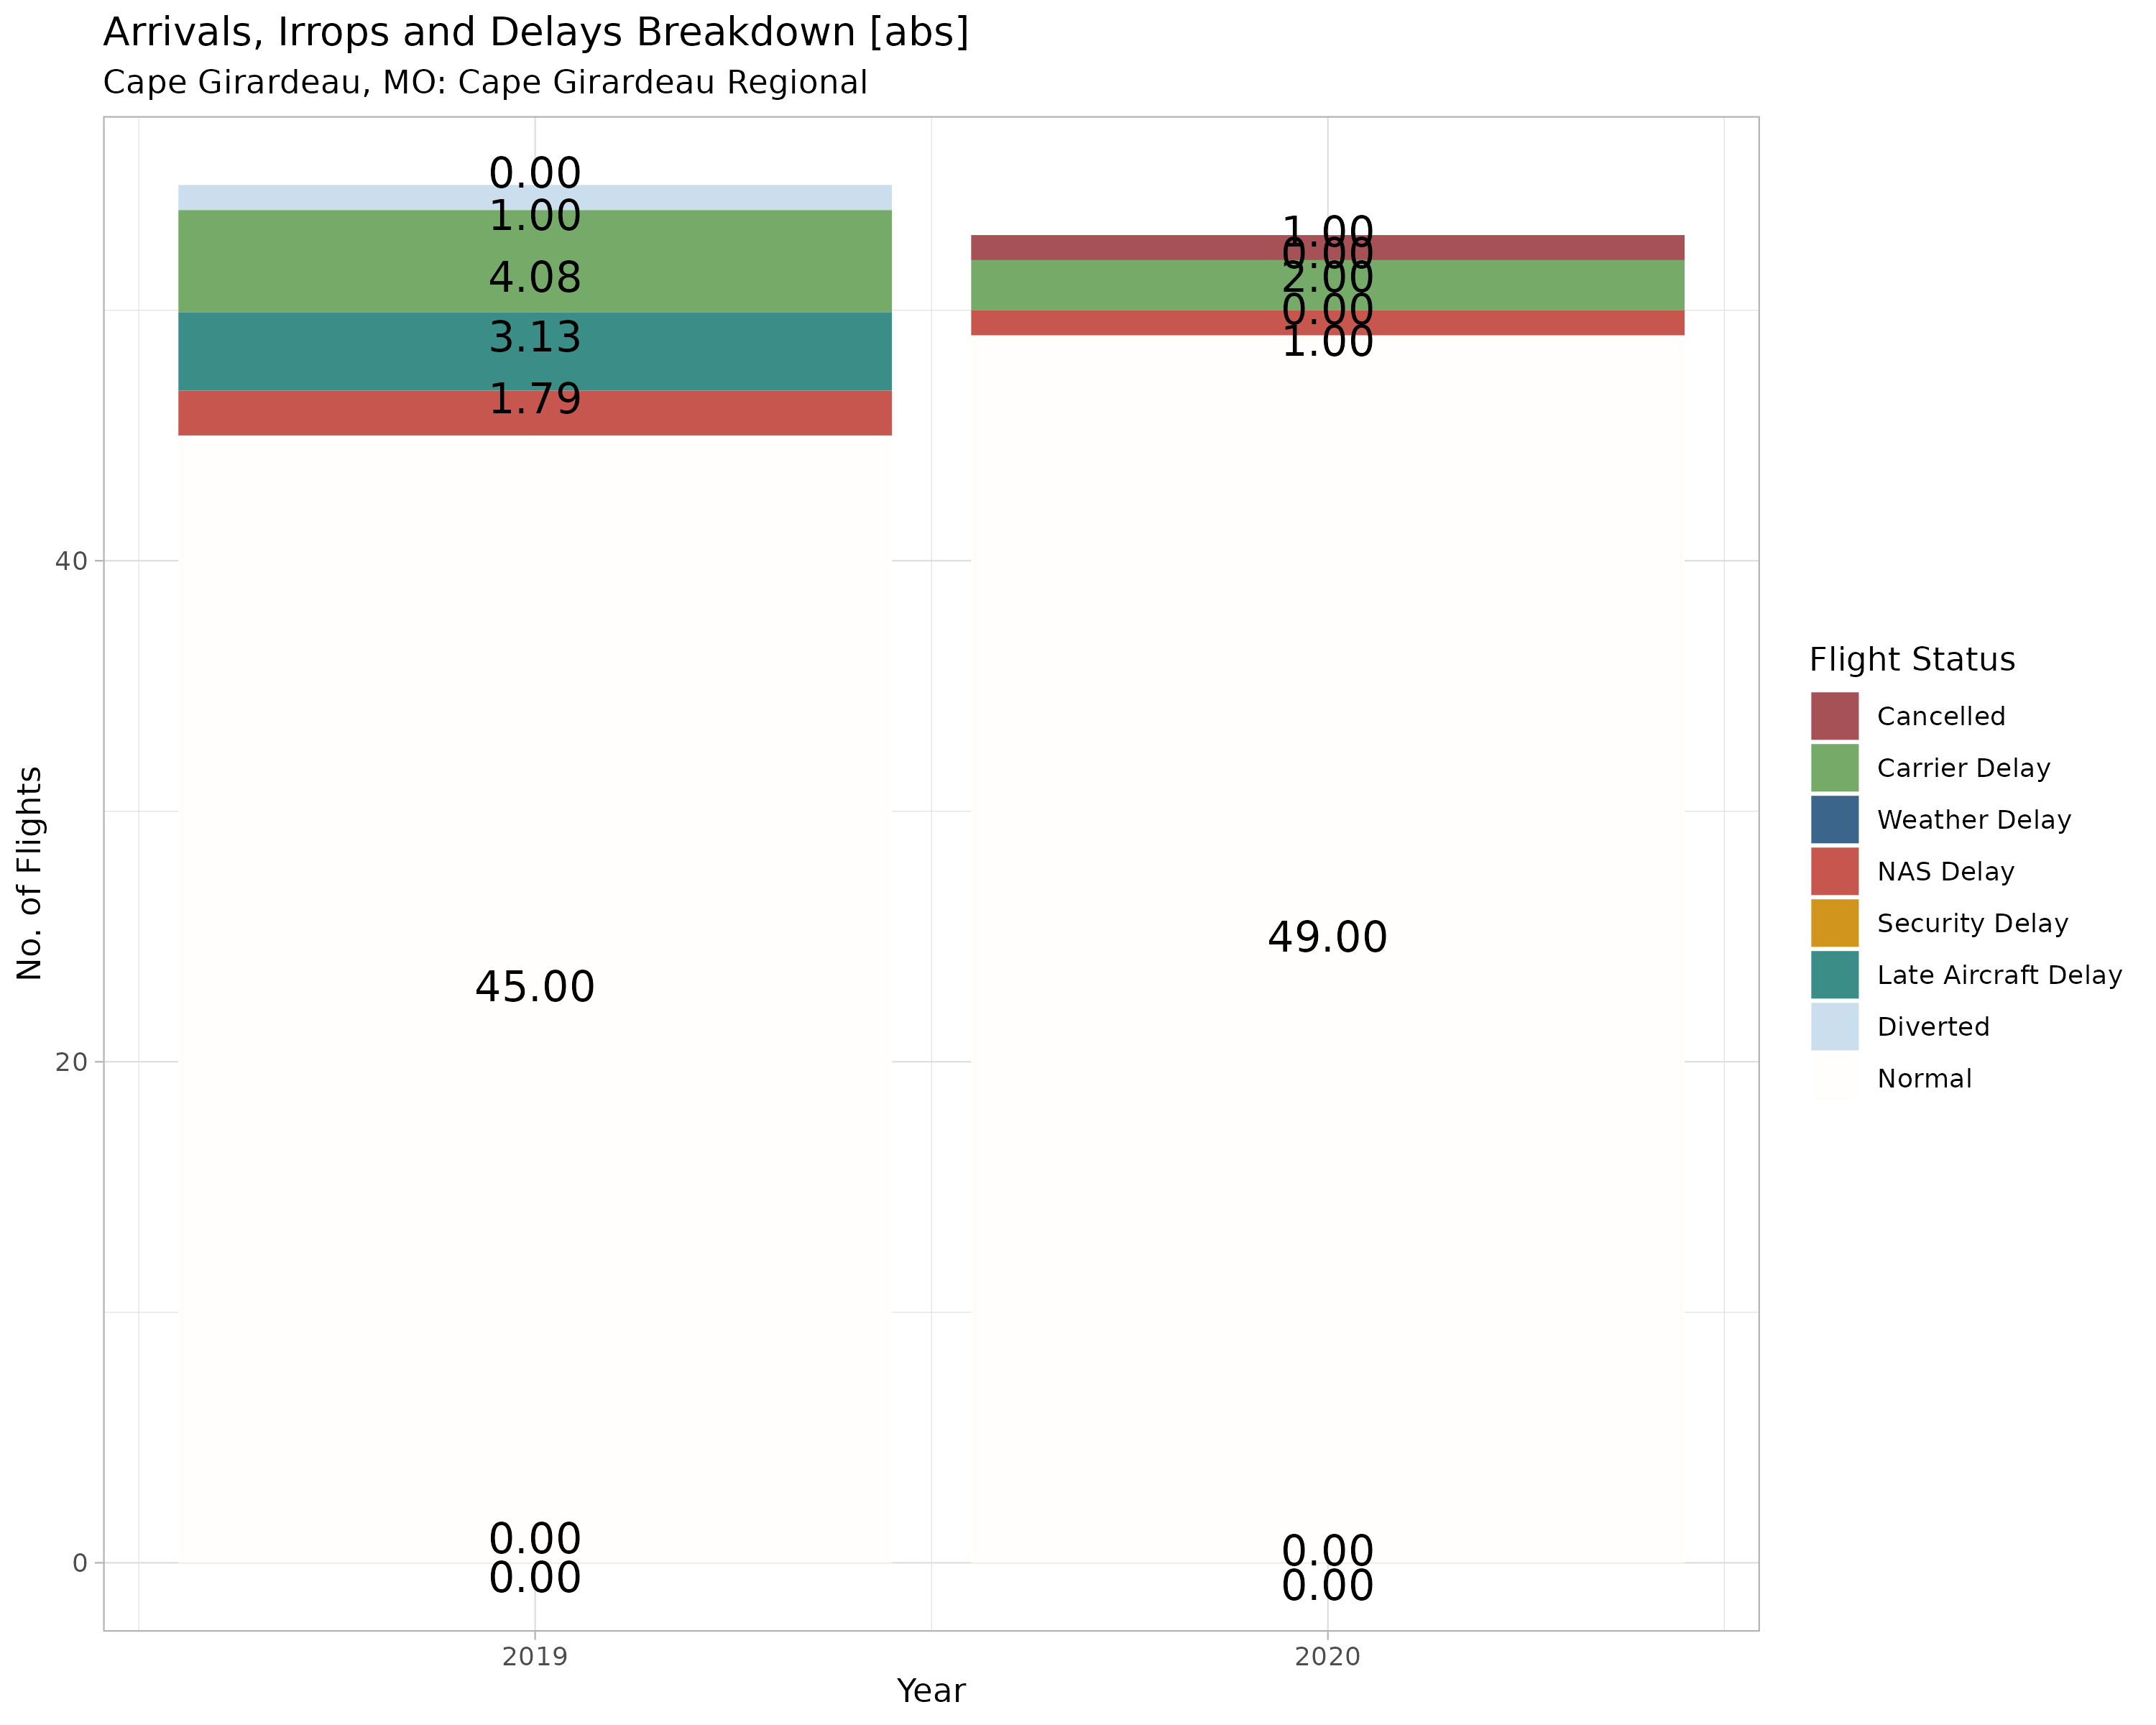 Arrivals, Irrops and Delays Breakdown [abs]
Cape Girardeau, MO: Cape Girardeau Regional
0.00
1.00
4.08
3.13
1.79
45.00
0.00
0.00
1.00
0.00
2.00
0.00
1.00
49.00
0.00
0.00
40
20
0
No. of Flights
2019
2020
Year
Flight Status
Cancelled
Carrier Delay
Weather Delay
NAS Delay
Security Delay
Late Aircraft Delay
Diverted
Normal